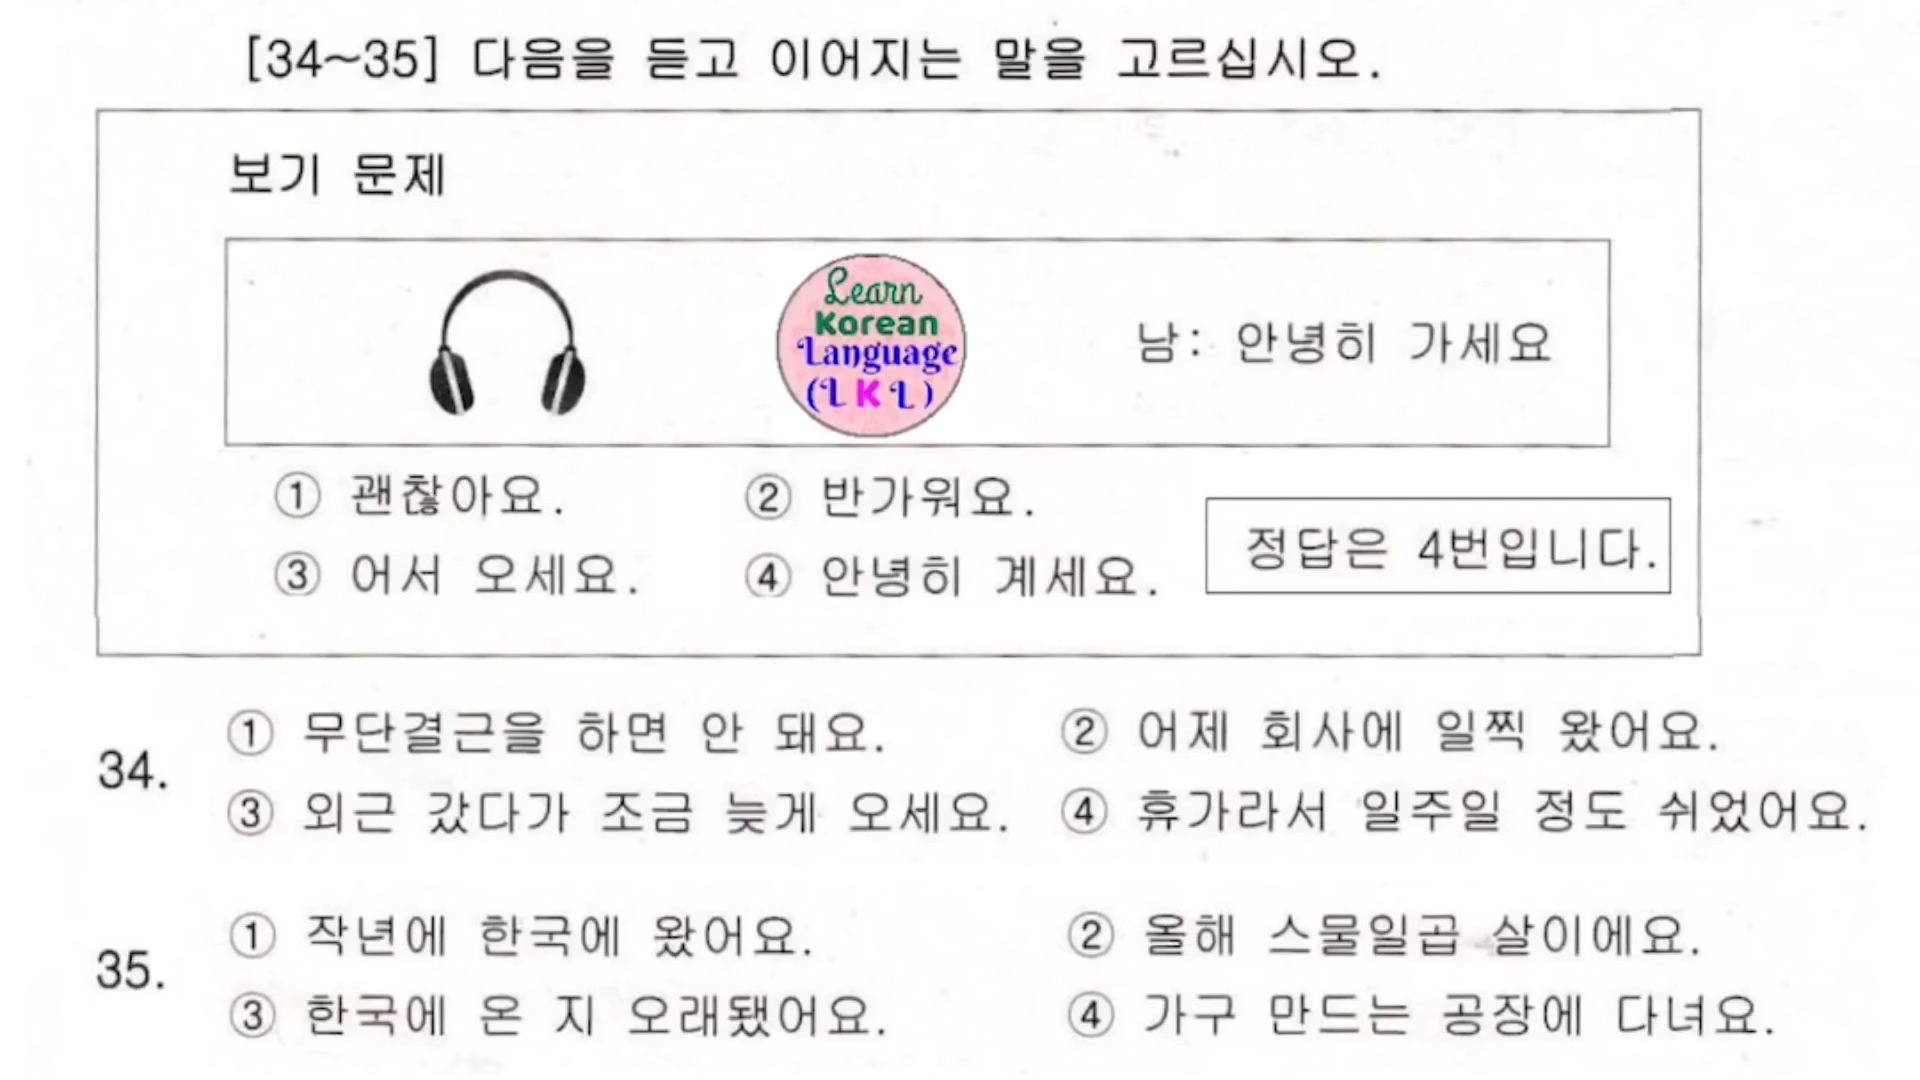 [34~35] 다음을 듣고 이어지는 말을 고르십시오.
보기 문제
Learn
Korean
Language
(L K L)
남: 안녕히 가세요
① 괜찮아요.
② 반가워요.
③ 어서 오세요.
④ 안녕히 계세요.
정답은 4번입니다.
34.
① 무단결근을 하면 안 돼요.
② 어제 회사에 일찍 왔어요.
③ 외근 갔다가 조금 늦게 오세요.
④ 휴가라서 일주일 정도 쉬었어요.
35.
① 작년에 한국에 왔어요.
② 올해 스물일곱 살이에요.
③ 한국에 온 지 오래됐어요.
④ 가구 만드는 공장에 다녀요.